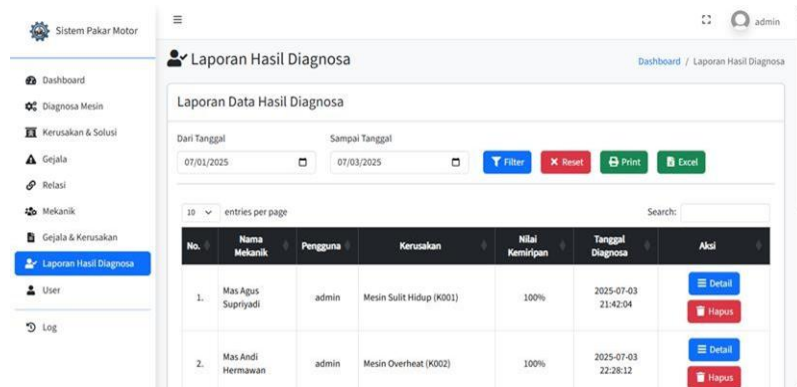 Sistem Pakar Motor
admin
Laporan Hasil Diagnosa
Dashboard / Laporan Hasil Diagnosa
Dashboard
Diagnosa Mesin
Kerusakan & Solusi
Gejala
Relasi
Mekanik
Gejala & Kerusakan
Laporan Hasil Diagnosa
User
Log
Laporan Data Hasil Diagnosa
Dari Tanggal
Sampai Tanggal
07/01/2025
07/03/2025
Filter
Reset
Print
Excel
10 entries per page
Search:
No.
Nama
Mekanik
Pengguna
Kerusakan
Nilai
Kemiripan
Tanggal
Diagnosa
Aksi
1.
Mas Agus
Supriyadi
admin
Mesin Sulit Hidup (K001)
100%
2025-07-03
21:42:04
Detail
Hapus
2.
Mas Andi
Hermawan
admin
Mesin Overheat (K002)
100%
2025-07-03
22:28:12
Detail
Hapus